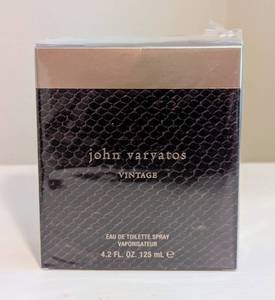 john varvatos
VINTAGE
EAU DE TOILETTE SPRAY
VAPORISATEUR
4.2 FL. OZ. 125 mL ℮